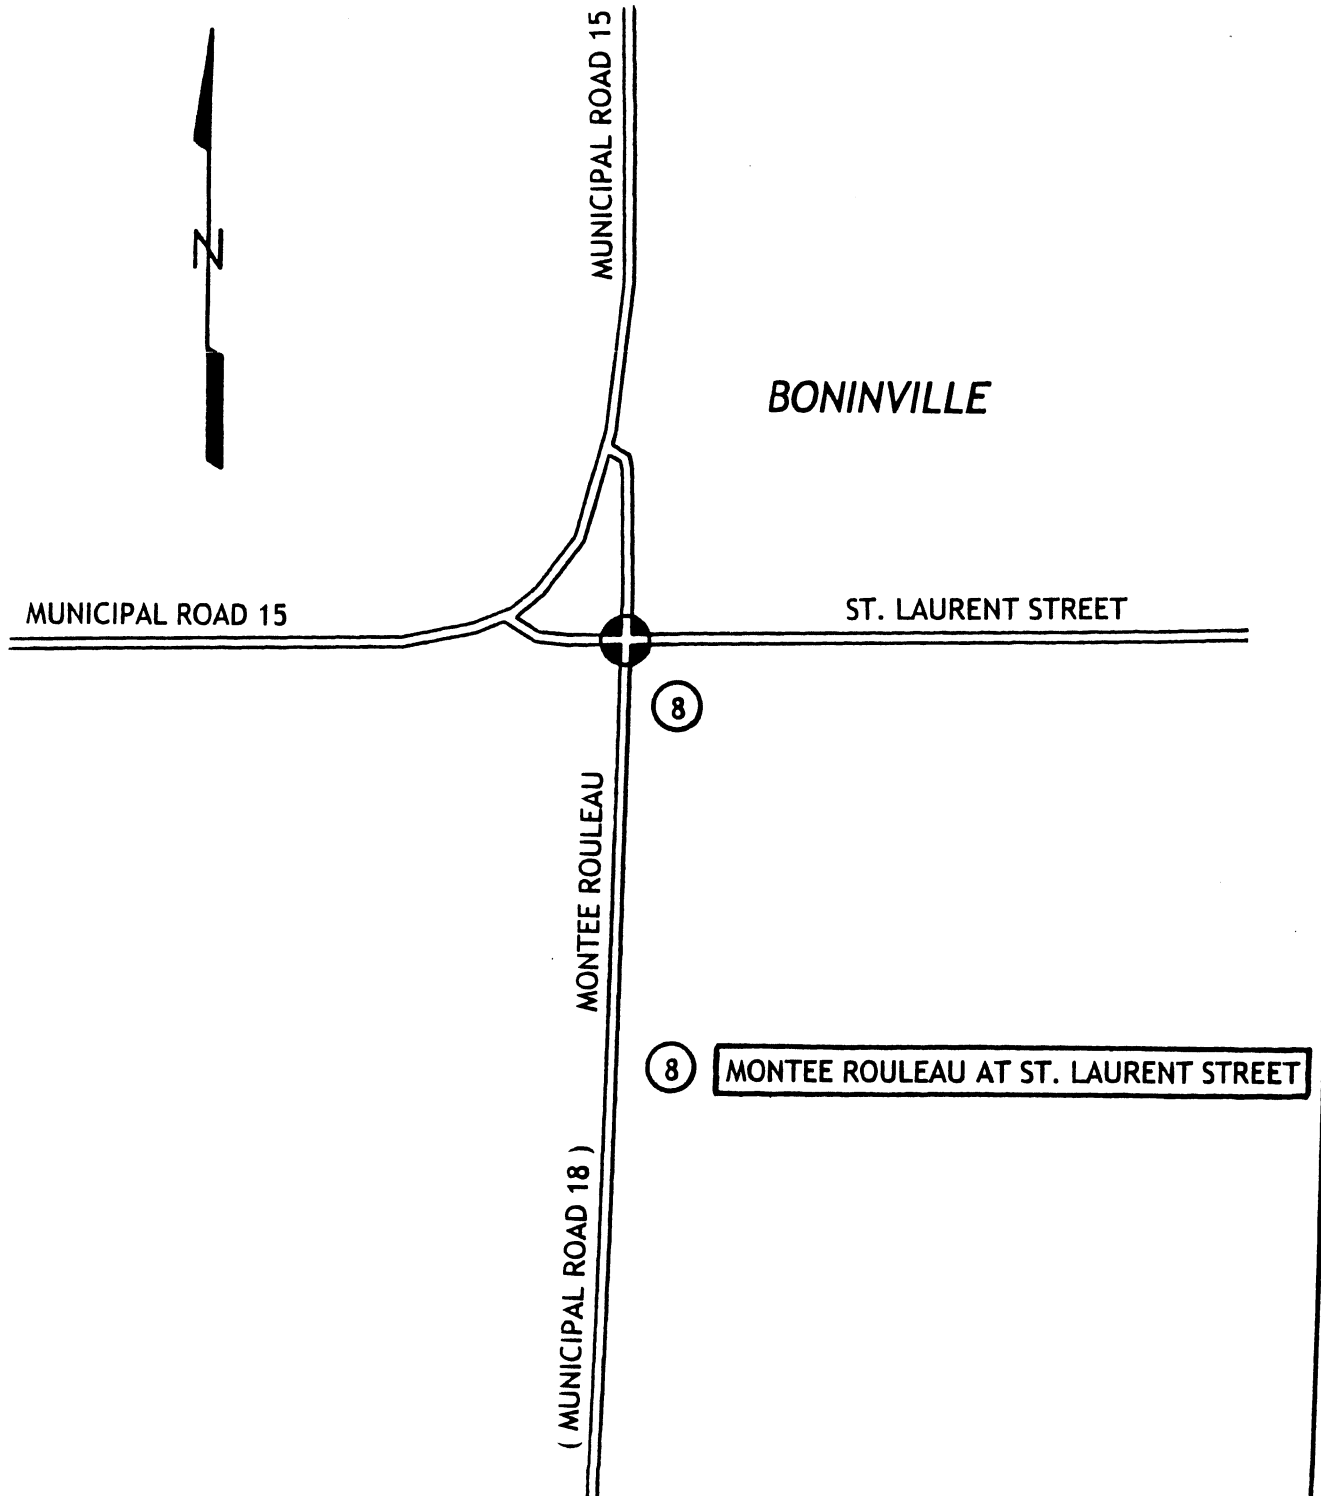 MUNICIPAL ROAD 15
N
BONINVILLE
MUNICIPAL ROAD 15
ST. LAURENT STREET
8
MONTEE ROULEAU
8 MONTEE ROULEAU AT ST. LAURENT STREET
( MUNICIPAL ROAD 18 )